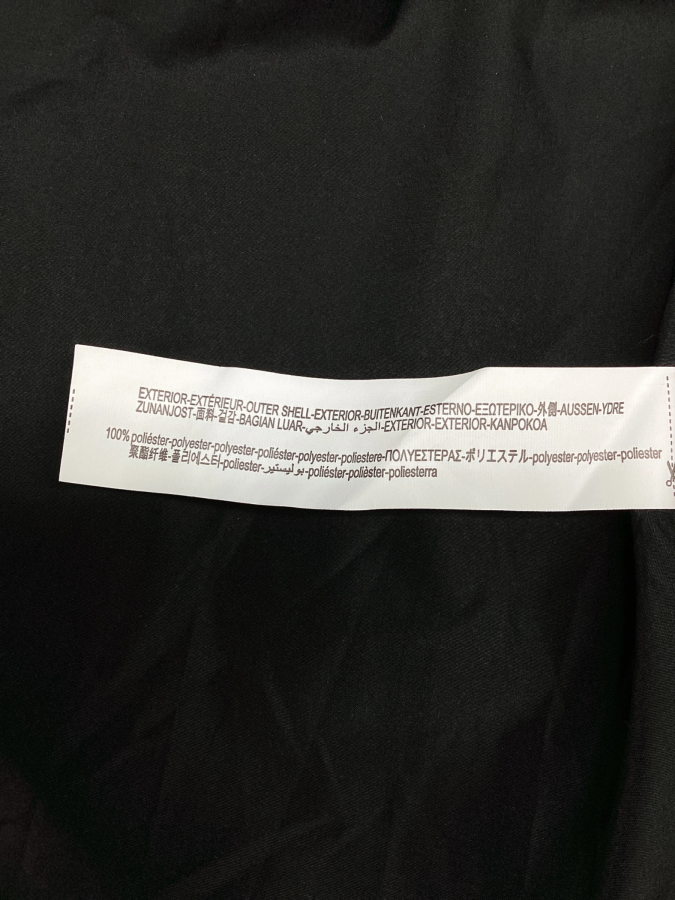 EXTERIOR-EXTÉRIEUR-OUTER SHELL-EXTERIOR-BUITENKANT-ESTERNO-ΕΞΩΤΕΡΙΚΟ-外側-AUSSEN-YDRE
ZUNANJOST-面料-겉감-BAGIAN LUAR-الجزء الخارجي-EXTERIOR-EXTERIOR-KANPOKOA
100% poliéster-polyester-polyester-poliéster-polyester-poliestere-ΠΟΛΥΕΣΤΕΡΑΣ-ポリエステル-polyester-polyester-poliester
聚酯纤维-폴리에스터-poliester-بوليستير-poliéster-polièster-poliesterra